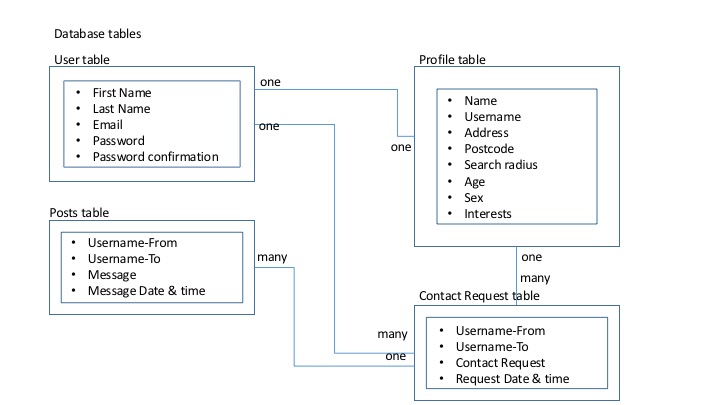 Database tables
User table
• First Name
• Last Name
• Email
• Password
• Password confirmation
one
one
Profile table
• Name
• Username
• Address
• Postcode
• Search radius
• Age
• Sex
• Interests
one
Posts table
• Username-From
• Username-To
• Message
• Message Date & time
many
one
many
Contact Request table
• Username-From
• Username-To
• Contact Request
• Request Date & time
many
one